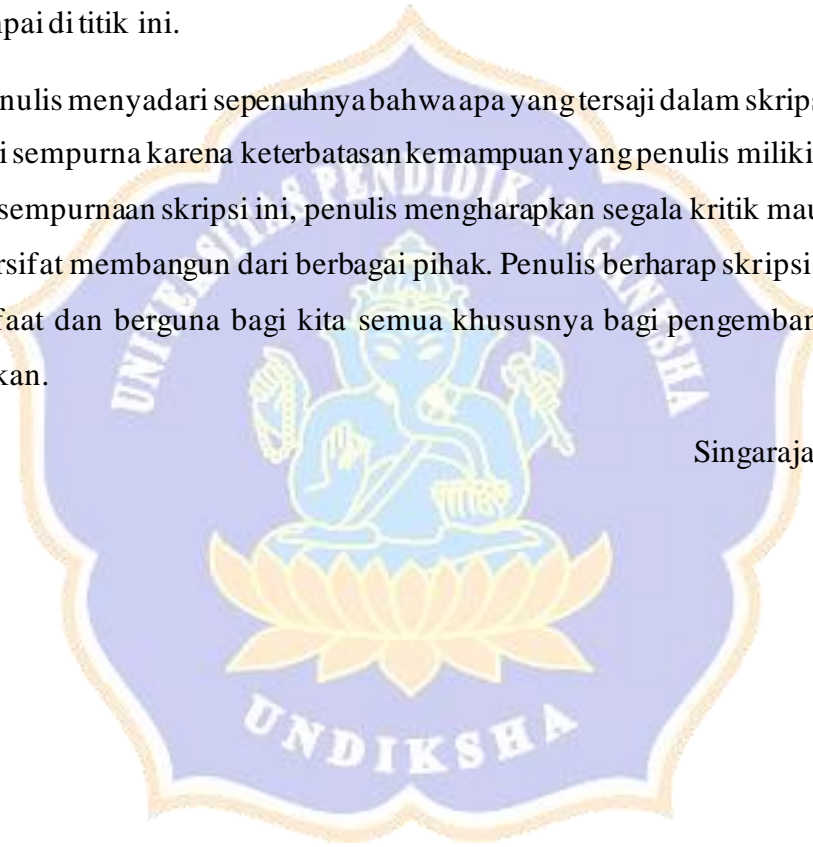 npai di titik ini.
nulis menyadari sepenuhnya bahwa apa yang tersaji dalam skrips
i sempurna karena keterbatasan kemampuan yang penulis miliki
sempurnaan skripsi ini, penulis mengharapkan segala kritik mau
rsifat membangun dari berbagai pihak. Penulis berharap skripsi
faat dan berguna bagi kita semua khususnya bagi pengemban
kan.
Singaraja
UNIVERSITAS PENDIDIKAN GANESHA
UNDIKSHA